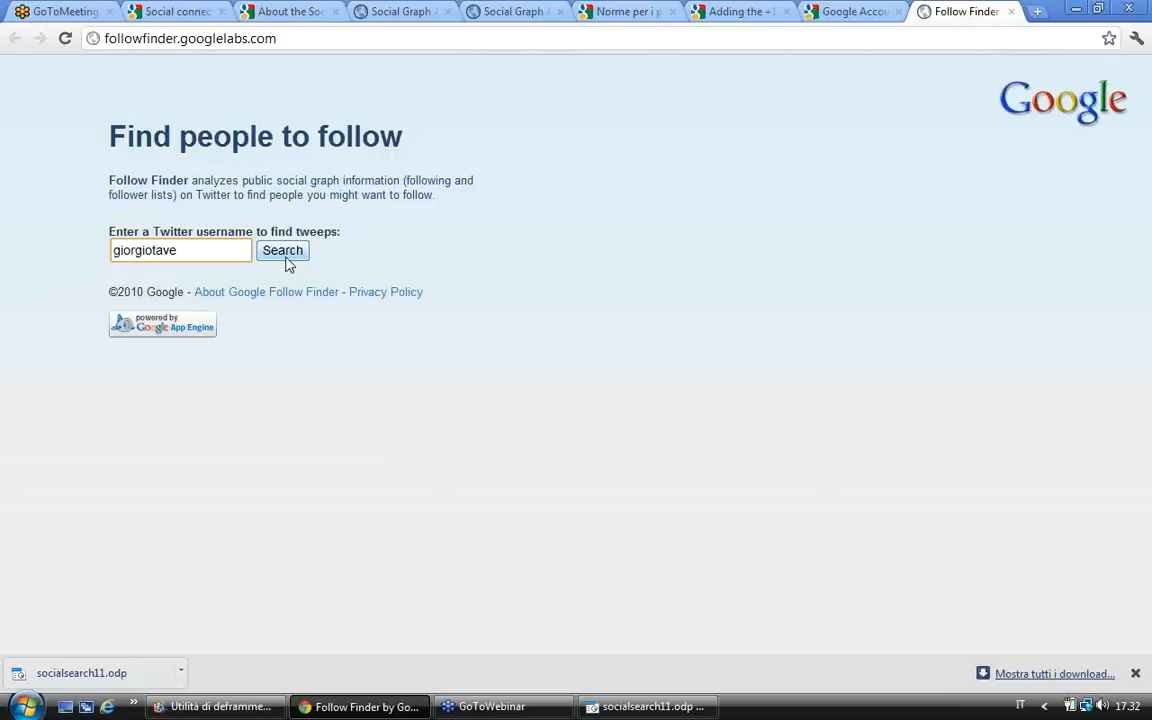 GoToMeeting
Social connec
About the Soc
Social Graph A
Social Graph A
Norme per i p
Adding the +1
Google Accou
Follow Finder
followfinder.googlelabs.com
Google
Find people to follow
Follow Finder analyzes public social graph information (following and
follower lists) on Twitter to find people you might want to follow.
Enter a Twitter username to find tweeps:
giorgiotave
Search
©2010 Google - About Google Follow Finder - Privacy Policy
powered by
Google App Engine
socialsearch11.odp
Mostra tutti i download...
Utilità di deframme...
Follow Finder by Go...
GoToWebinar
socialsearch11.odp ...
IT
17.32